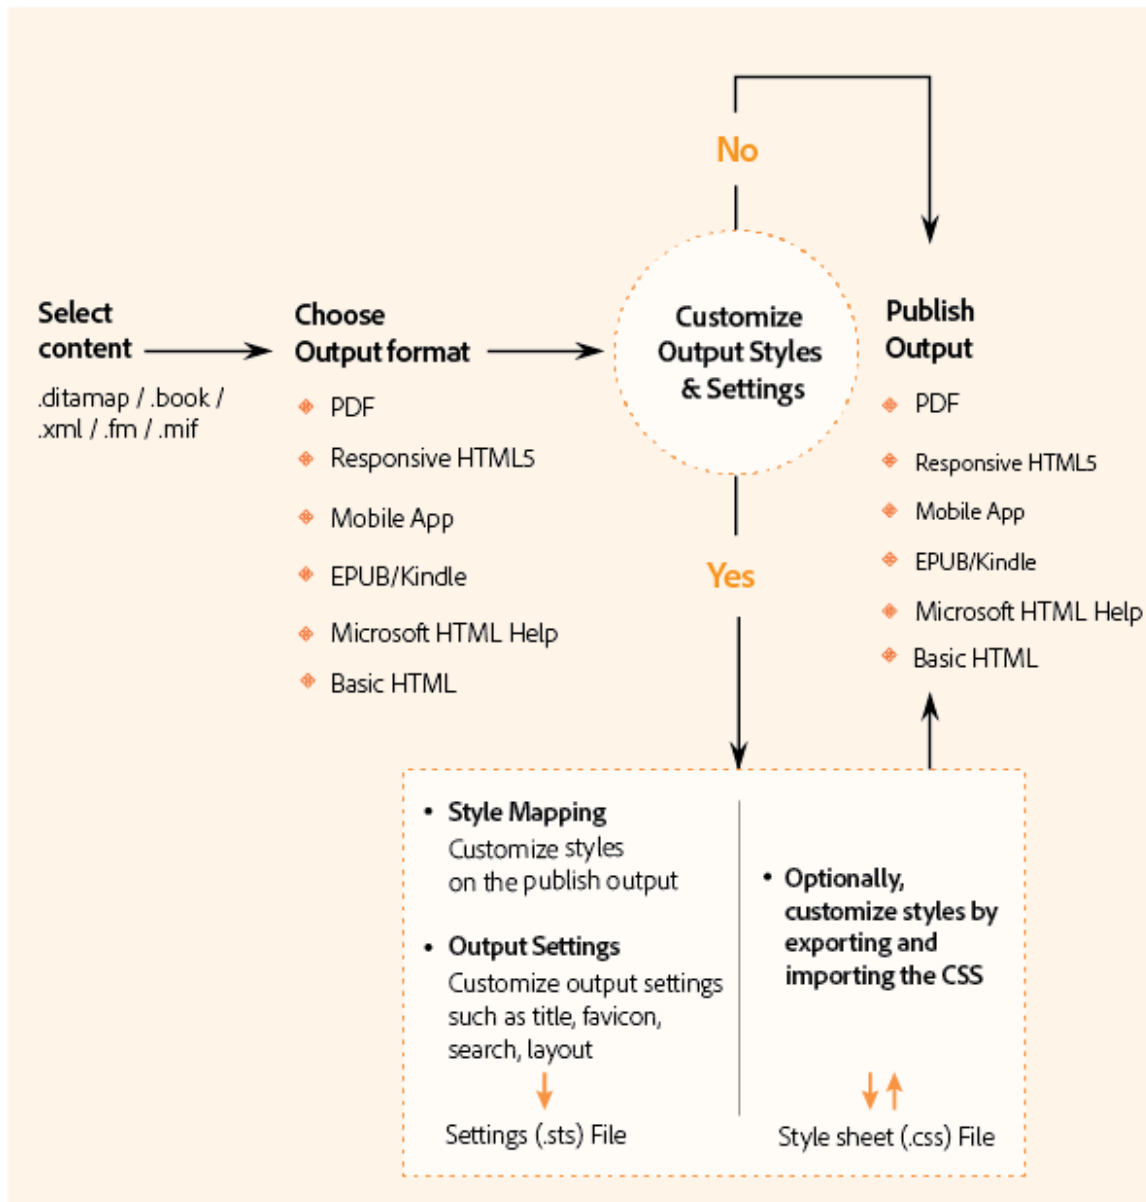 No
Select
content
.ditamap / .book /
.xml / .fm / .mif
Choose
Output format
PDF
Responsive HTML5
Mobile App
EPUB/Kindle
Microsoft HTML Help
Basic HTML
Customize
Output Styles
& Settings
Yes
Publish
Output
PDF
Responsive HTML5
Mobile App
EPUB/Kindle
Microsoft HTML Help
Basic HTML
• Style Mapping
Customize styles
on the publish output
• Output Settings
Customize output settings
such as title, favicon,
search, layout
Settings (.sts) File
• Optionally,
customize styles by
exporting and
importing the CSS
Style sheet (.css) File